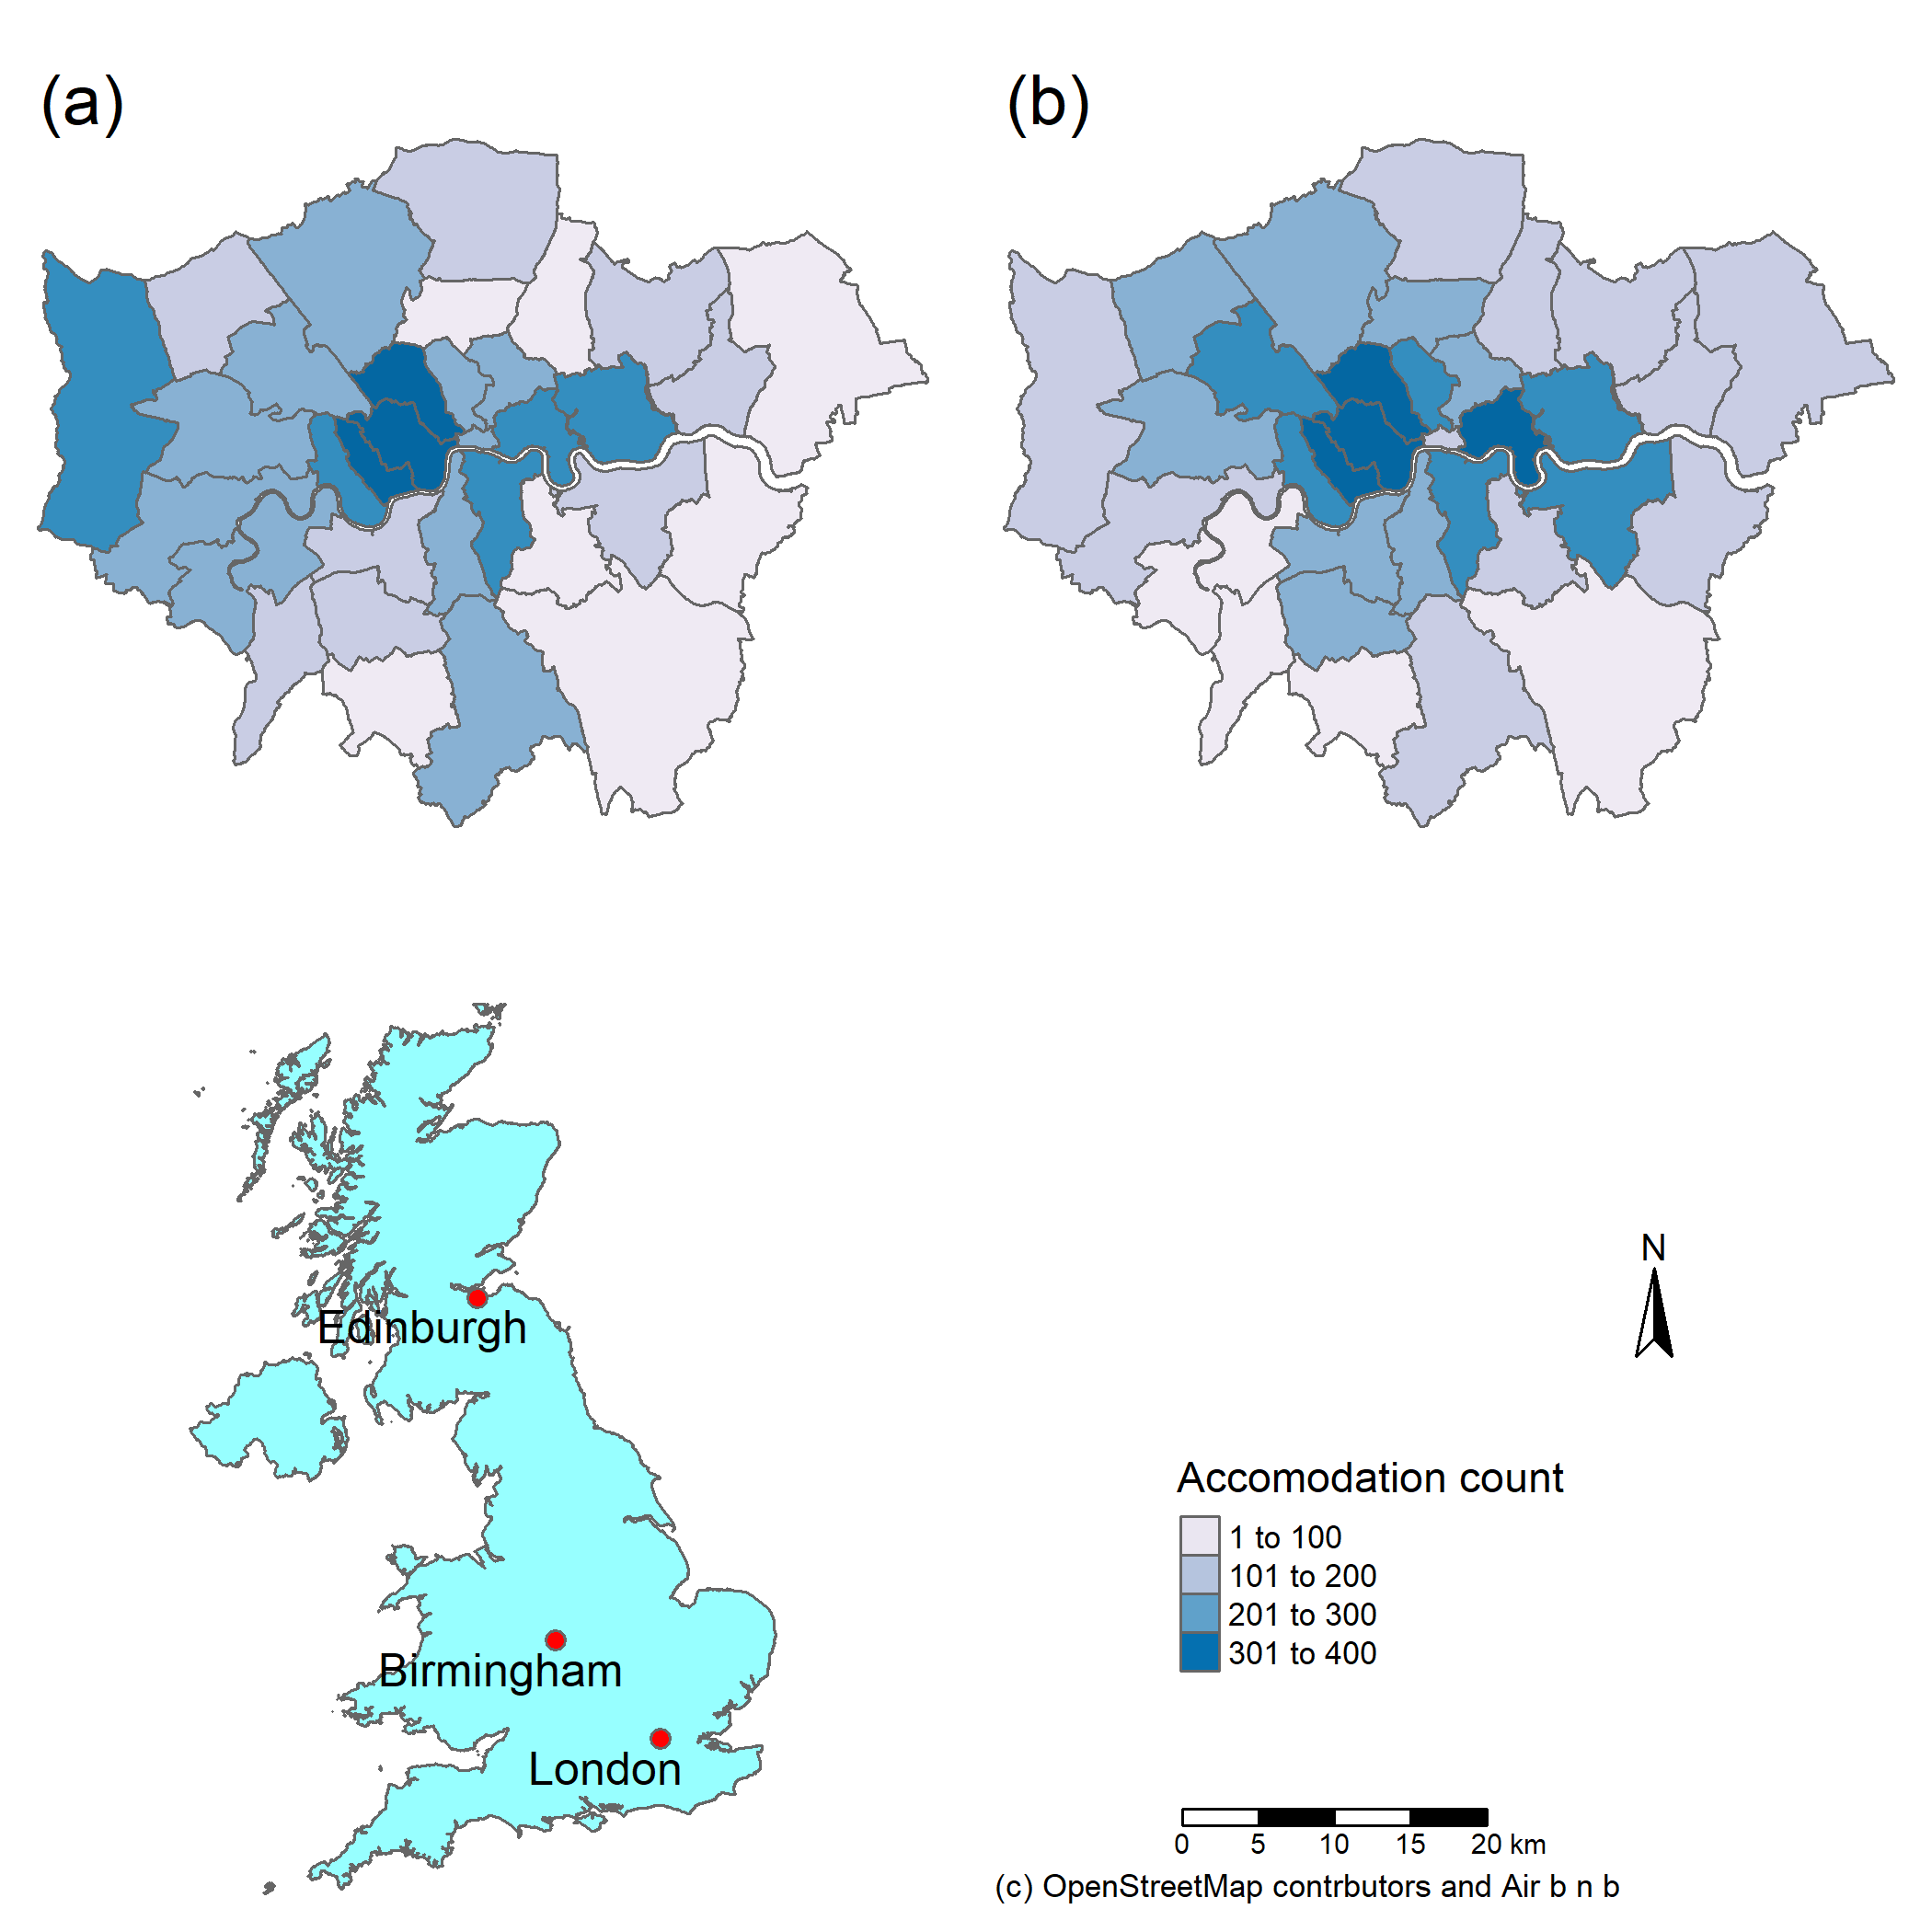 (a)
(b)
Edinburgh
Birmingham
London
N
Accomodation count
1 to 100
101 to 200
201 to 300
301 to 400
0 5 10 15 20 km
(c) OpenStreetMap contrbutors and Air b n b